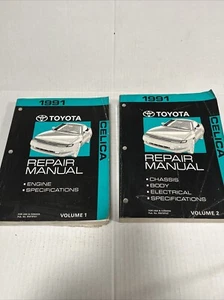 1991
TOYOTA
CELICA
REPAIR
MANUAL
• ENGINE
• SPECIFICATIONS
VOLUME 1
1991
TOYOTA
CELICA
REPAIR
MANUAL
• CHASSIS
• BODY
• ELECTRICAL
• SPECIFICATIONS
VOLUME 2